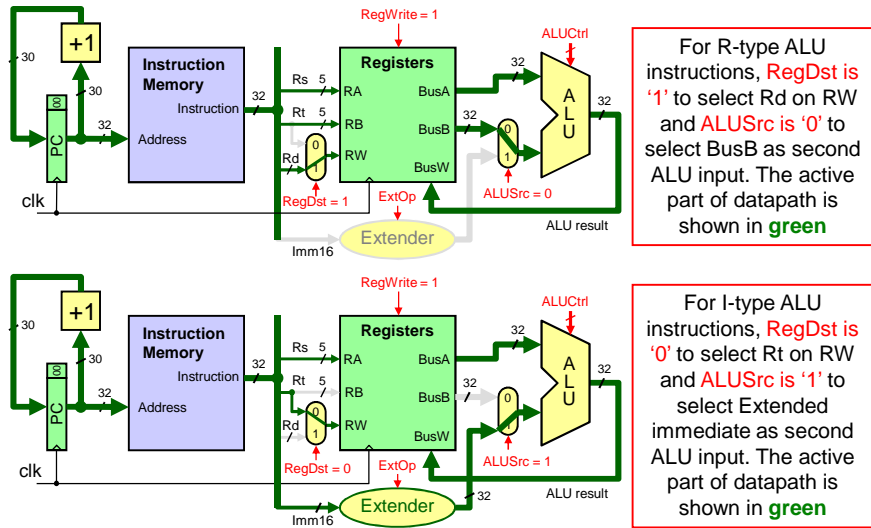 RegWrite = 1
ALUCtrl
+1
30
30
Instruction
Memory
Instruction
Address
32
32
00
PC
clk
Rs
5
Rt
5
Rd
0
1
RegDst = 1
Imm16
Registers
RA
RB
RW
BusA
BusB
BusW
ExtOp
Extender
32
32
0
1
ALUSrc = 0
A
L
U
32
ALU result
For R-type ALU
instructions, RegDst is
‘1’ to select Rd on RW
and ALUSrc is ‘0’ to
select BusB as second
ALU input. The active
part of datapath is
shown in green
RegWrite = 1
ALUCtrl
+1
30
30
Instruction
Memory
Instruction
Address
32
32
00
PC
clk
Rs
5
Rt
5
Rd
0
1
RegDst = 0
Imm16
Registers
RA
RB
RW
BusA
BusB
BusW
ExtOp
Extender
32
32
32
0
1
ALUSrc = 1
A
L
U
32
ALU result
For I-type ALU
instructions, RegDst is
‘0’ to select Rt on RW
and ALUSrc is ‘1’ to
select Extended
immediate as second
ALU input. The active
part of datapath is
shown in green